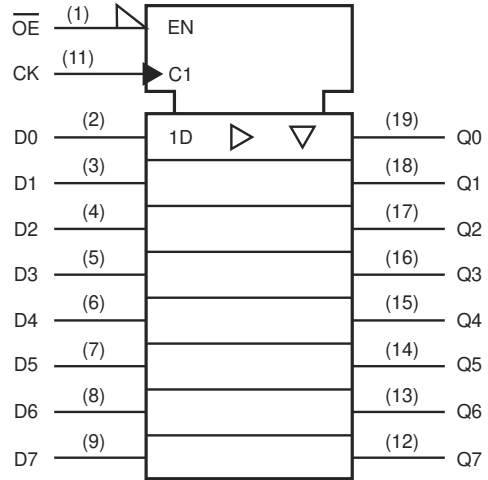 OE (1) EN
CK (11) C1
D0 (2) 1D (19) Q0
D1 (3) (18) Q1
D2 (4) (17) Q2
D3 (5) (16) Q3
D4 (6) (15) Q4
D5 (7) (14) Q5
D6 (8) (13) Q6
D7 (9) (12) Q7